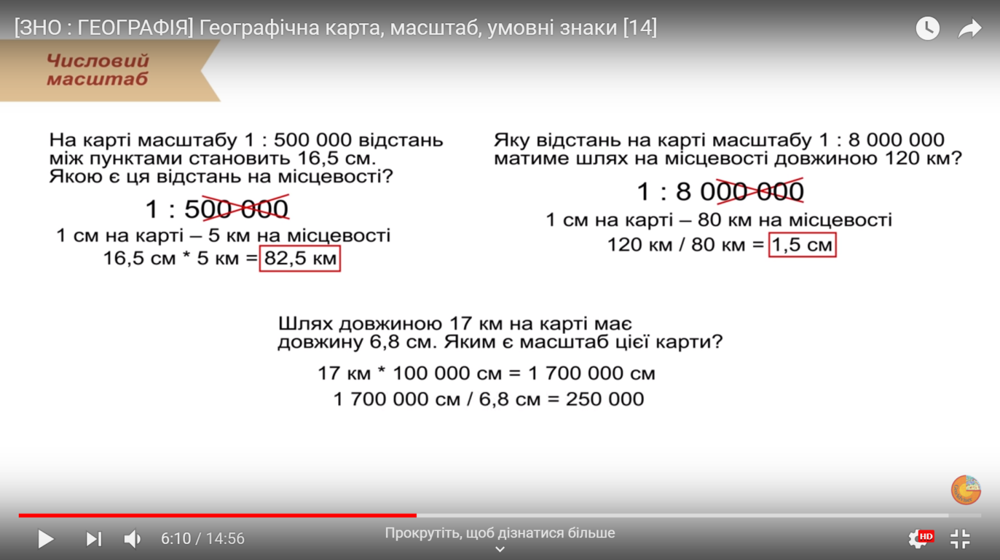 [ЗНО : ГЕОГРАФІЯ] Географічна карта, масштаб, умовні знаки [14]
Числовий
масштаб
На карті масштабу 1 : 500 000 відстань
між пунктами становить 16,5 см.
Якою є ця відстань на місцевості?
1 : 500 000
1 см на карті – 5 км на місцевості
16,5 см * 5 км = 82,5 км
Яку відстань на карті масштабу 1 : 8 000 000
матиме шлях на місцевості довжиною 120 км?
1 : 8 000 000
1 см на карті – 80 км на місцевості
120 км / 80 км = 1,5 см
Шлях довжиною 17 км на карті має
довжину 6,8 см. Яким є масштаб цієї карти?
17 км * 100 000 см = 1 700 000 см
1 700 000 см / 6,8 см = 250 000
6:10 / 14:56
Прокрутіть, щоб дізнатися більше
HD